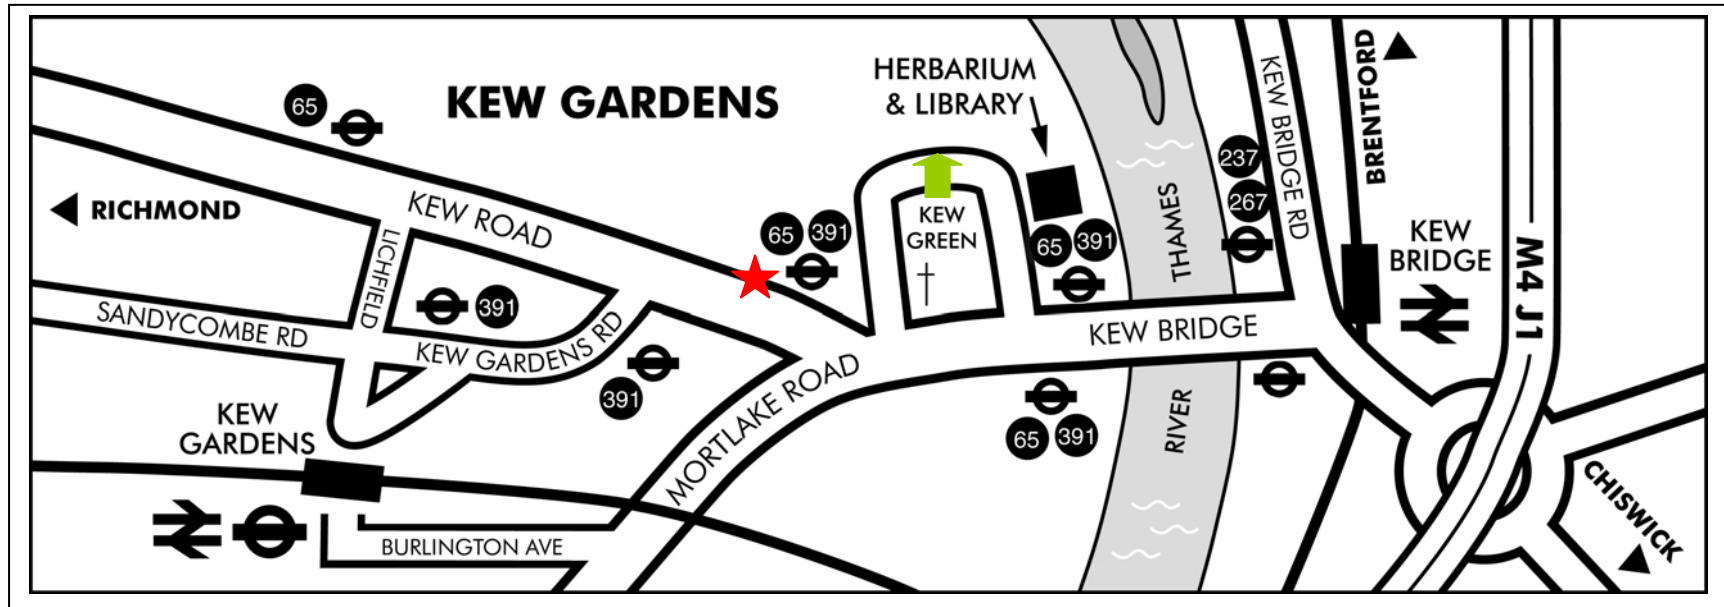 65
KEW GARDENS
HERBARIUM
& LIBRARY
KEW BRIDGE RD
BRENTFORD
RICHMOND
KEW ROAD
LICHFIELD
65 391
KEW
GREEN
65 391
THAMES
237
267
KEW
BRIDGE
M4 J1
SANDYCOMBE RD
391
KEW GARDENS RD
391
KEW BRIDGE
MORTLAKE ROAD
65 391
RIVER
KEW
GARDENS
BURLINGTON AVE
CHISWICK